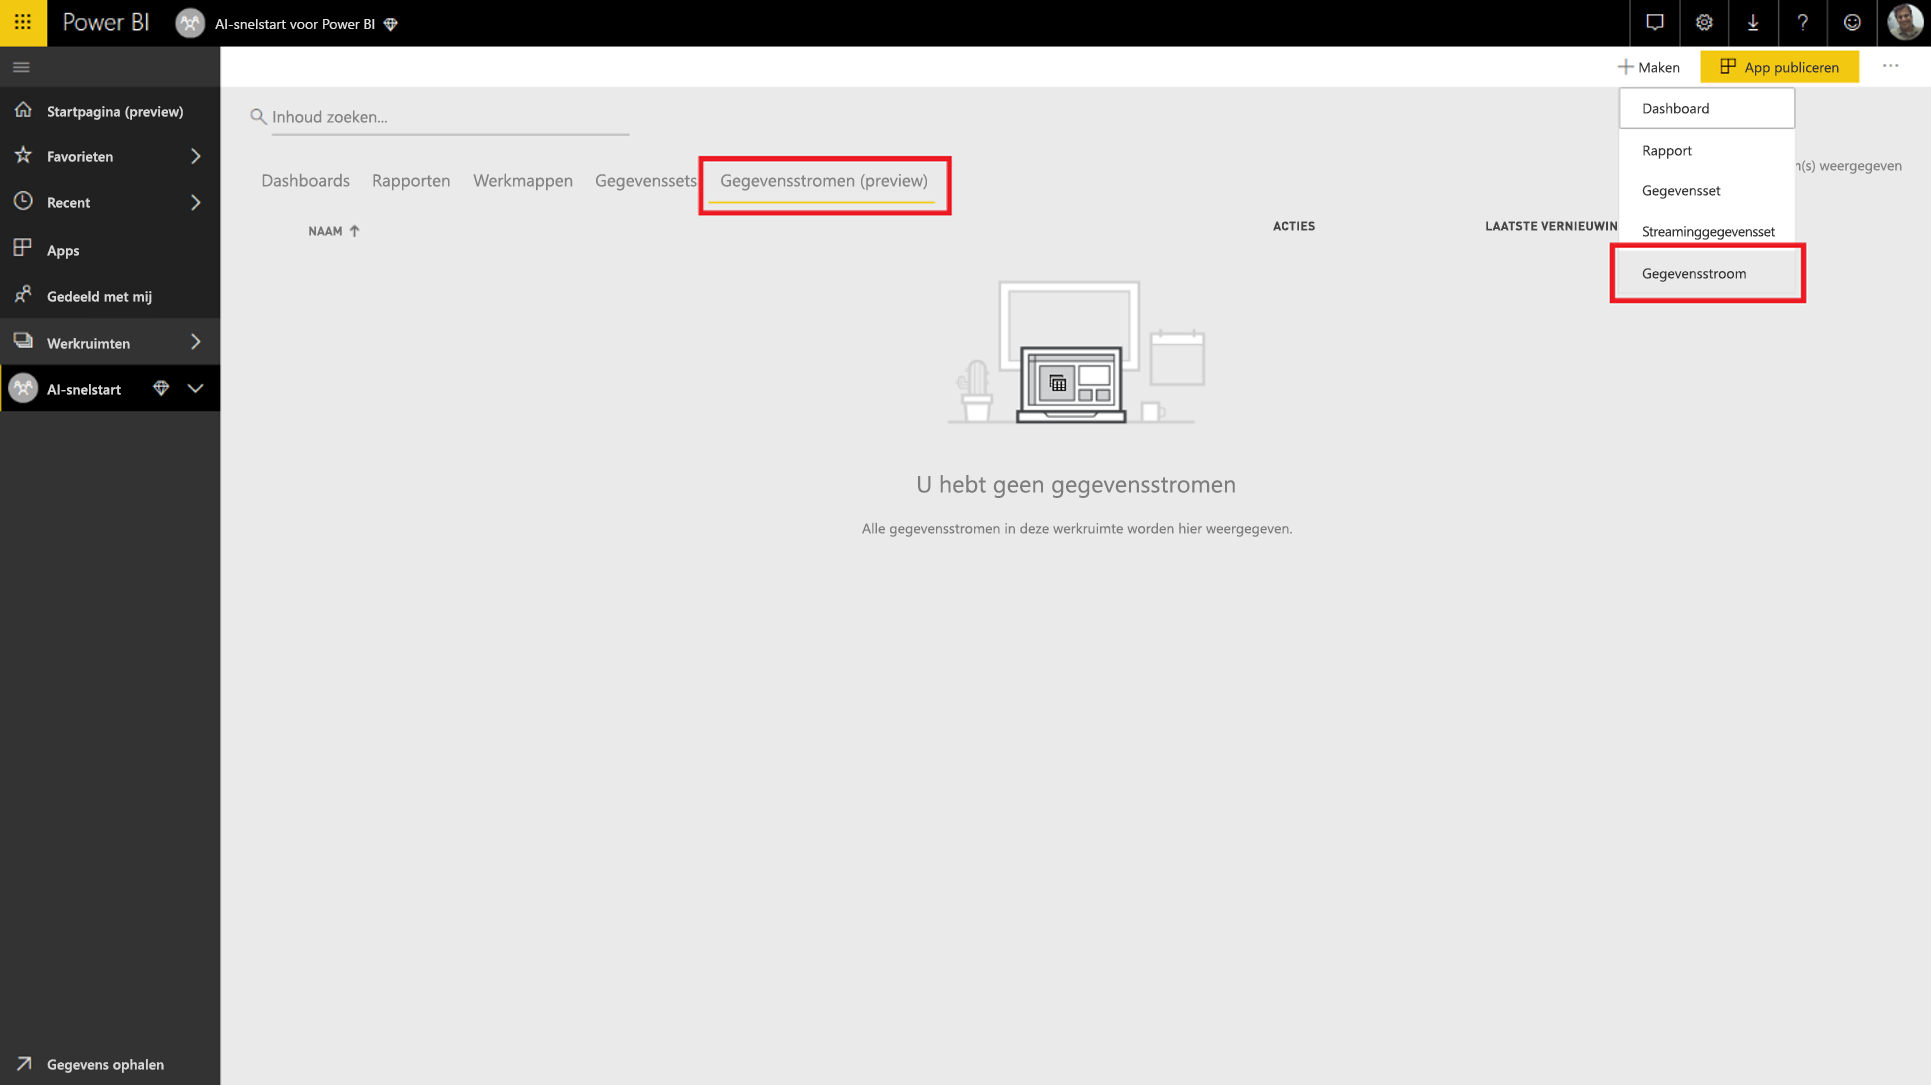 Power BI
AI-snelstart voor Power BI
Maken
App publiceren
Startpagina (preview)
Favorieten
Recent
Apps
Gedeeld met mij
Werkruimten
AI-snelstart
Gegevens ophalen
Inhoud zoeken...
Dashboards
Rapporten
Werkmappen
Gegevenssets
Gegevensstromen (preview)
NAAM
ACTIES
LAATSTE VERNIEUWIN
Dashboard
Rapport
Gegevensset
Streaminggegevensset
Gegevensstroom
n(s) weergegeven
U hebt geen gegevensstromen
Alle gegevensstromen in deze werkruimte worden hier weergegeven.